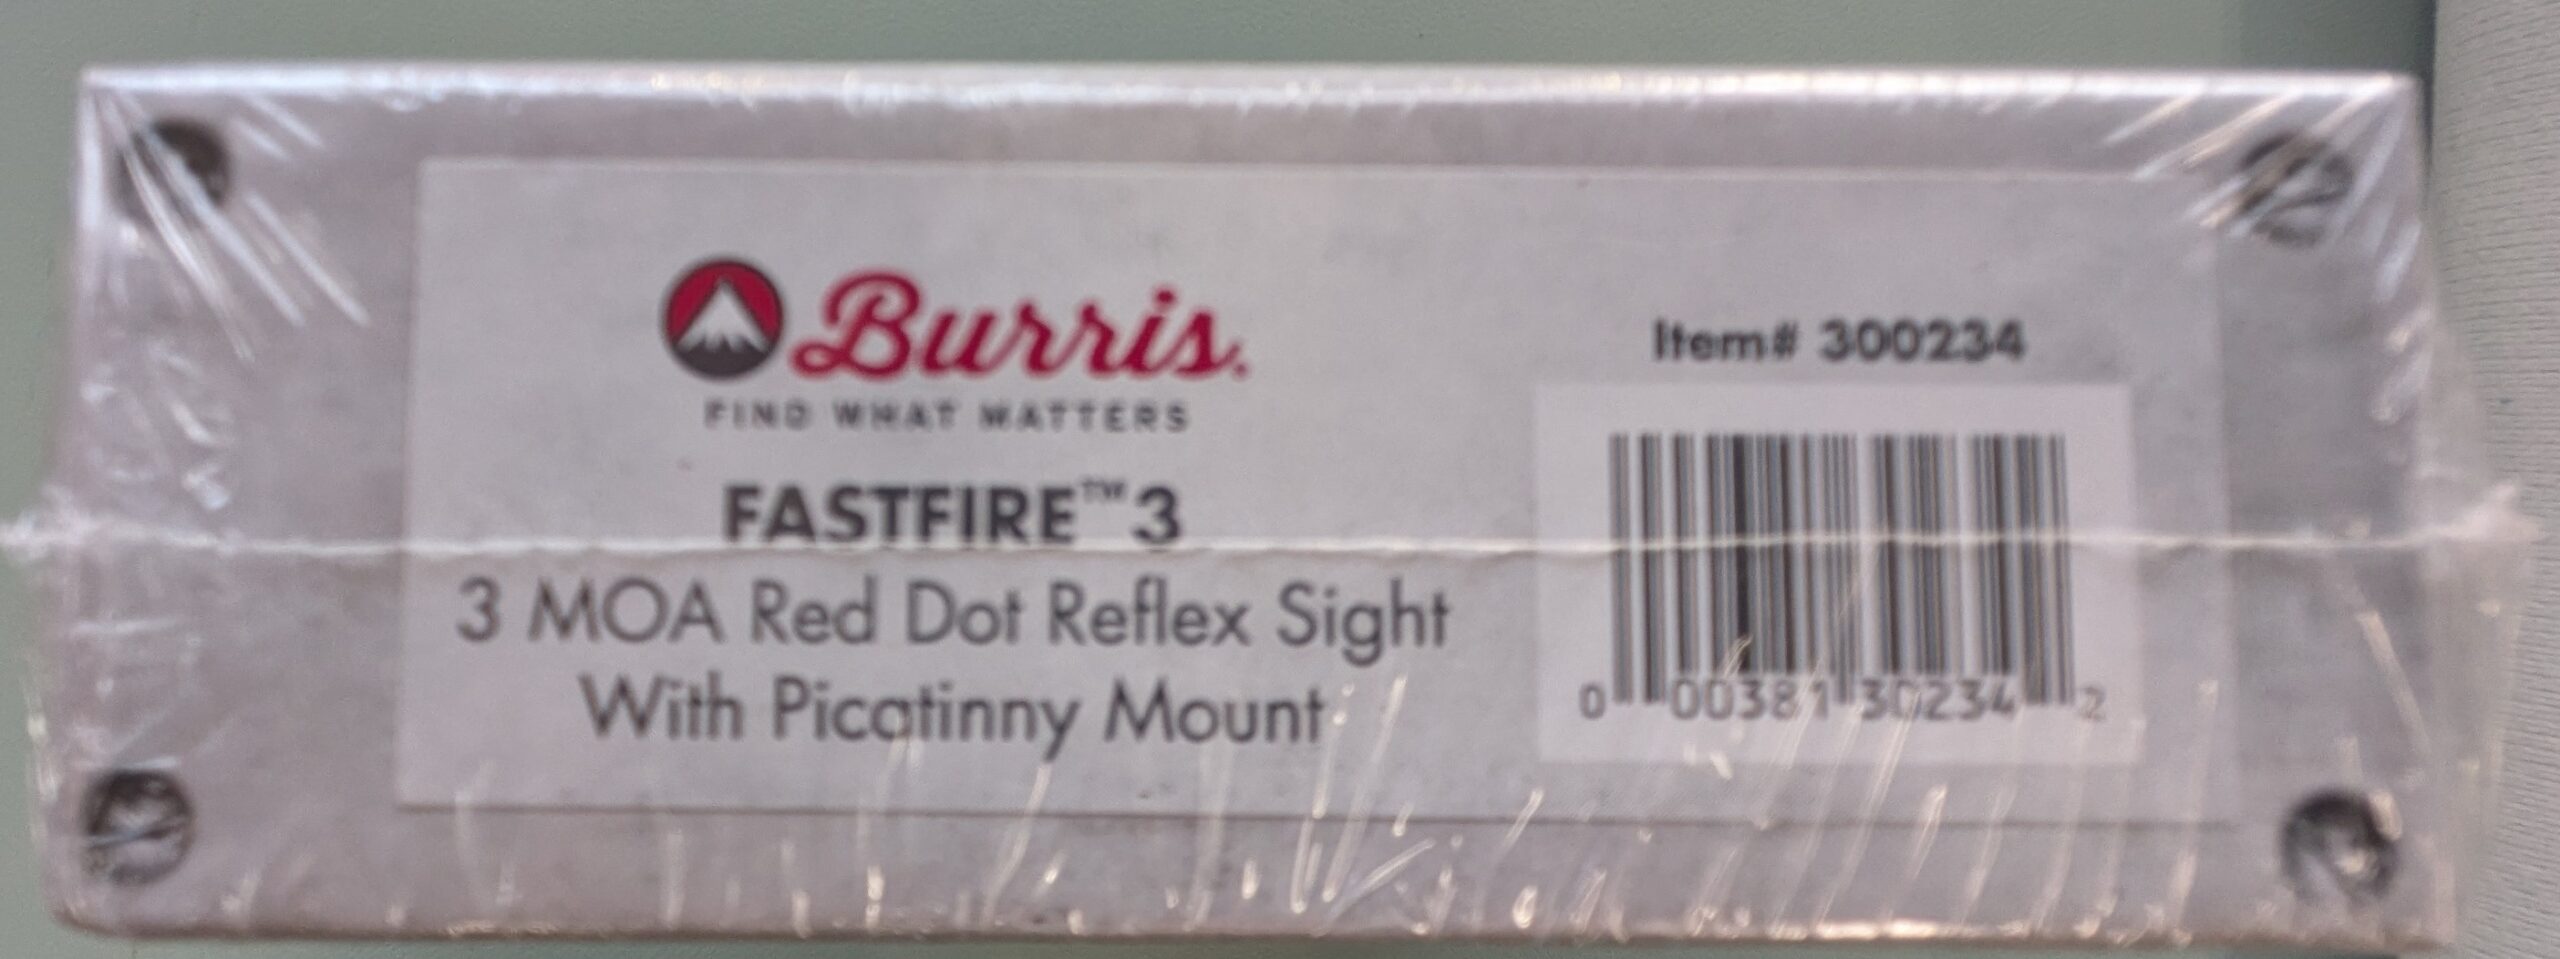 Burris.
FIND WHAT MATTERS
FASTFIRE™ 3
3 MOA Red Dot Reflex Sight
With Picatinny Mount
Item# 300234
0 00381 30234 2